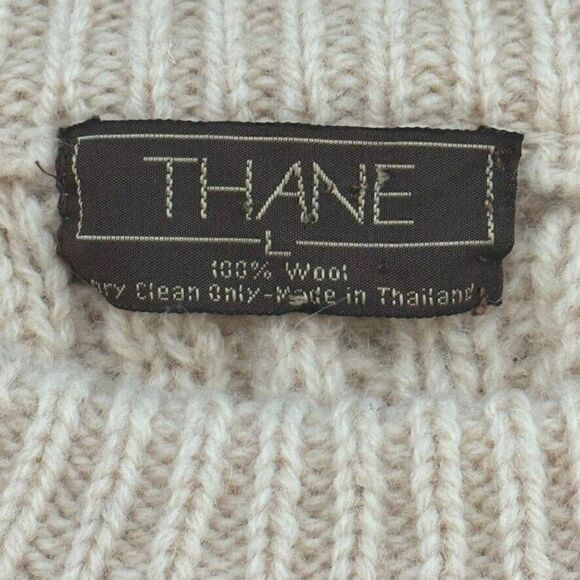 THANE
L
100% Wool
Dry Clean Only-Made in Thailand